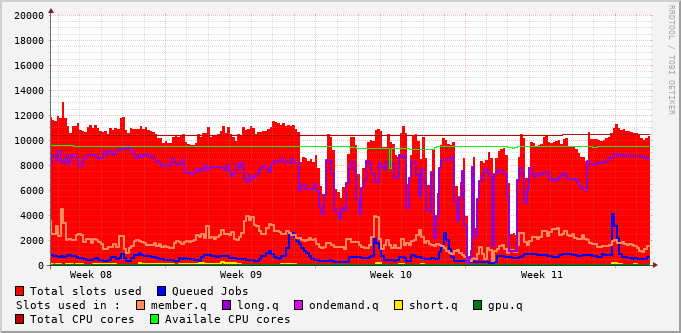 20000
18000
16000
14000
12000
10000
8000
6000
4000
2000
0
Week 08 Week 09 Week 10 Week 11
RRDTOOL / TOBI OETIKER
Total slots used Queued Jobs
Slots used in : member.q long.q ondemand.q short.q gpu.q
Total CPU cores Availale CPU cores